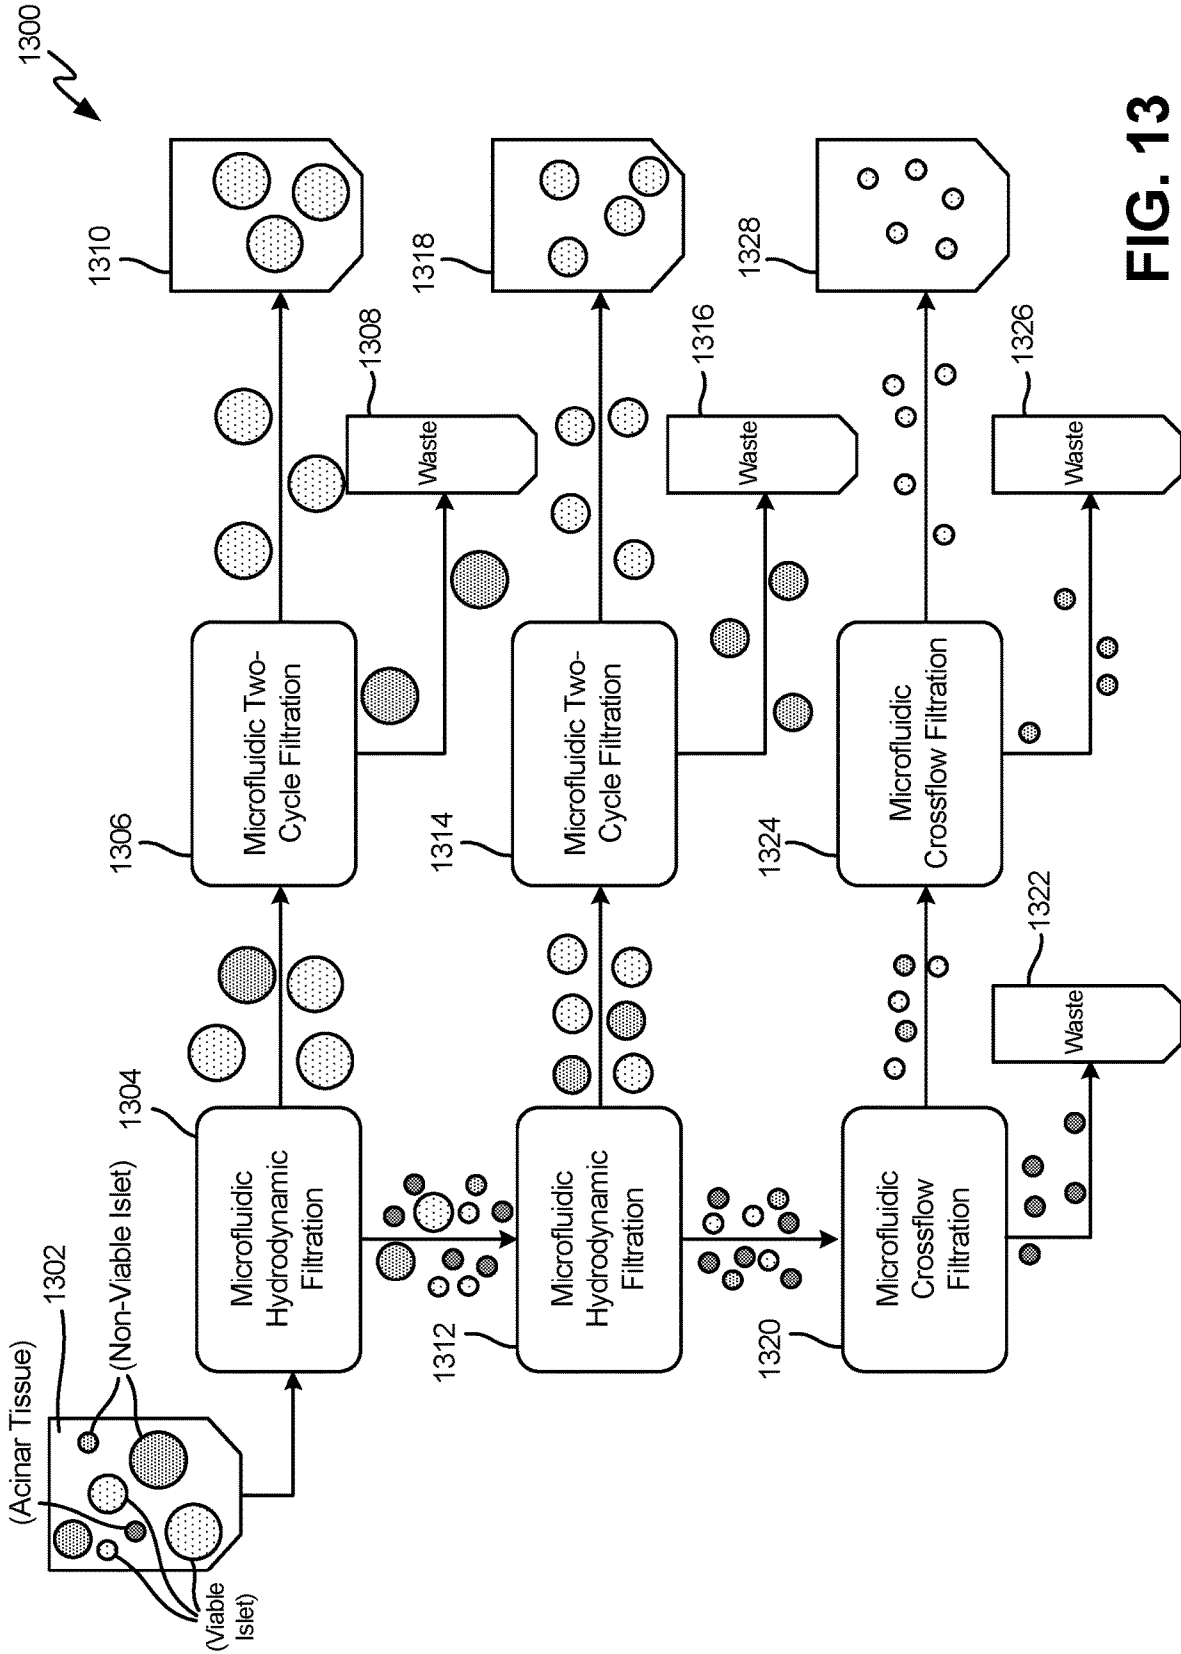 1300
(Acinar Tissue)
1302
(Non-Viable Islet)
(Viable
Islet)
1304
Microfluidic
Hydrodynamic
Filtration
1306
Microfluidic Two-
Cycle Filtration
1308
Waste
1310
1312
Microfluidic
Hydrodynamic
Filtration
1314
Microfluidic Two-
Cycle Filtration
1316
Waste
1318
1320
Microfluidic
Crossflow
Filtration
1322
Waste
1324
Microfluidic
Crossflow Filtration
1326
Waste
1328
FIG. 13